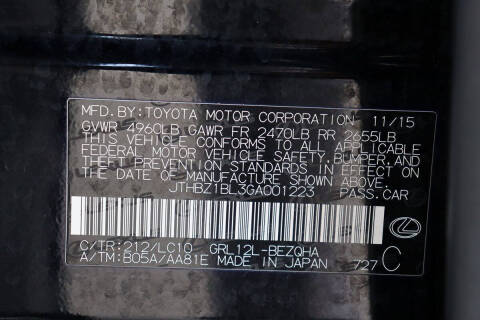 MFD.BY:TOYOTA MOTOR CORPORATION 11/15
GVWR 4960LB GAWR FR 2470LB RR 2655LB
THIS VEHICLE CONFORMS TO ALL APPLICABLE
FEDERAL MOTOR VEHICLE SAFETY,BUMPER,AND
THEFT PREVENTION STANDARDS IN EFFECT ON
THE DATE OF MANUFACTURE SHOWN ABOVE.
JTHBZ1BL3GA001223 PASS.CAR
C/TR:212/LC10 GRL12L-BEZQHA
A/TM:B05A/AA81E MADE IN JAPAN 727 C